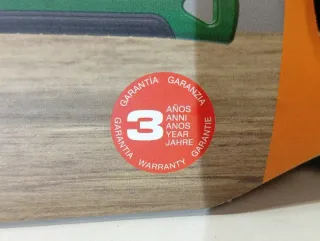 GARANTÍA GARANZIA
3
AÑOS
ANNI
ANOS
YEAR
JAHRE
GARANTIA WARRANTY GARANTIE